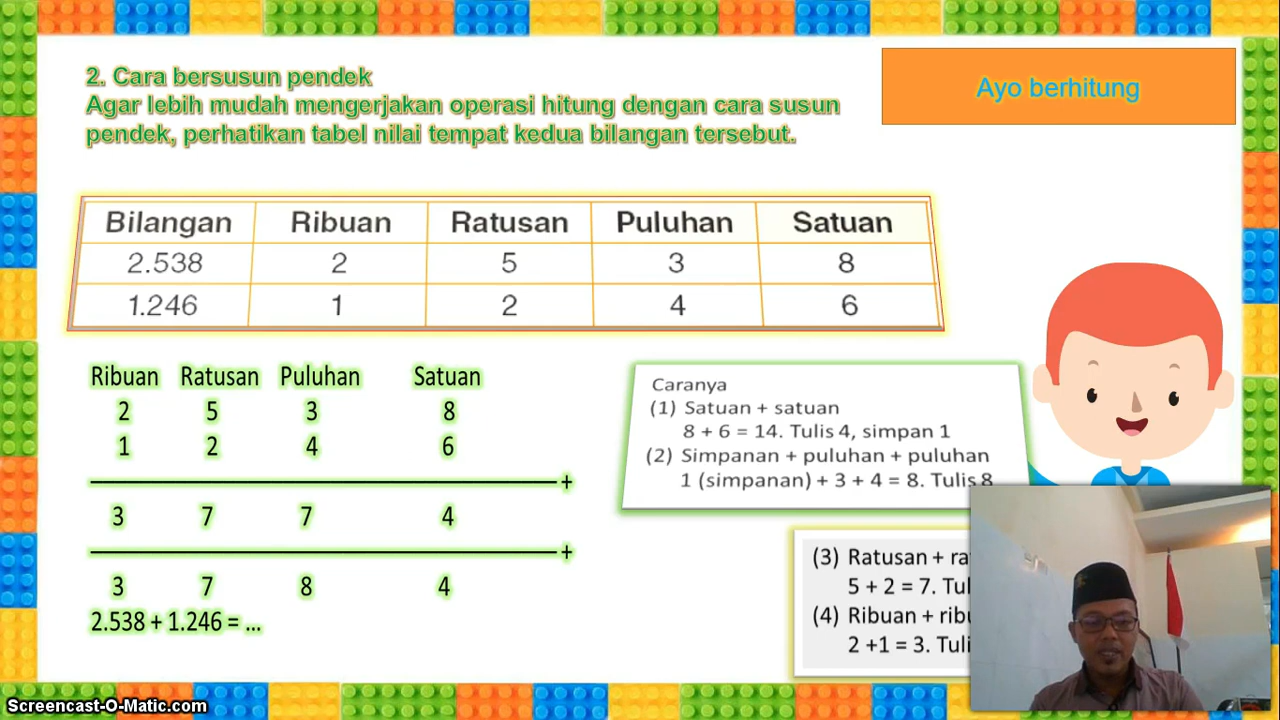 2. Cara bersusun pendek
Agar lebih mudah mengerjakan operasi hitung dengan cara susun
pendek, perhatikan tabel nilai tempat kedua bilangan tersebut.
Ayo berhitung
Bilangan Ribuan Ratusan Puluhan Satuan
2.538 2 5 3 8
1.246 1 2 4 6
Ribuan Ratusan Puluhan Satuan
2 5 3 8
1 2 4 6
+
3 7 7 4
+
3 7 8 4
2.538 + 1.246 = ...
Caranya
(1) Satuan + satuan
8 + 6 = 14. Tulis 4, simpan 1
(2) Simpanan + puluhan + puluhan
1 (simpanan) + 3 + 4 = 8. Tulis 8
(3) Ratusan +
5 + 2 = 7.
(4) Ribuan +
2 +1 = 3.
Screencast-O-Matic.com